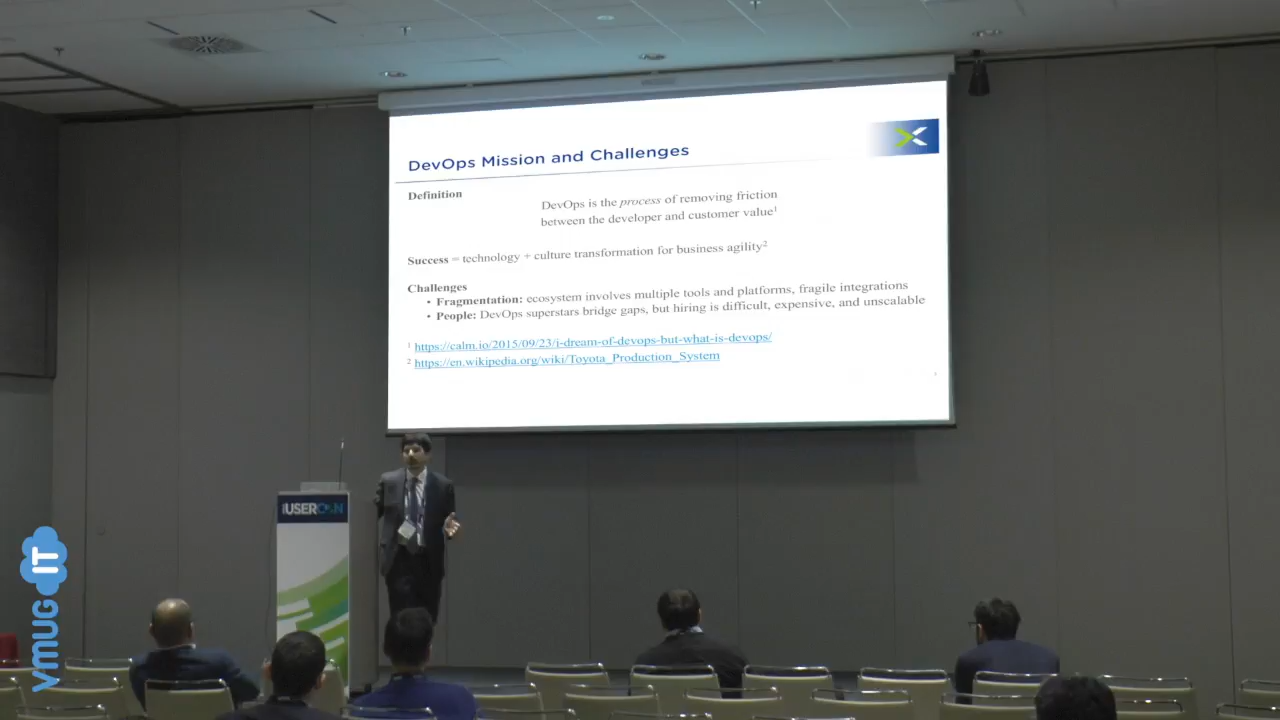 DevOps Mission and Challenges
Definition
DevOps is the process of removing friction
between the developer and customer value1
Success = technology + culture transformation for business agility2
Challenges
• Fragmentation: ecosystem involves multiple tools and platforms, fragile integrations
• People: DevOps superstars bridge gaps, but hiring is difficult, expensive, and unscalable
1 https://calm.io/2015/09/23/i-dream-of-devops-but-what-is-devops/
2 https://en.wikipedia.org/wiki/Toyota_Production_System
USERCON
vmUG IT